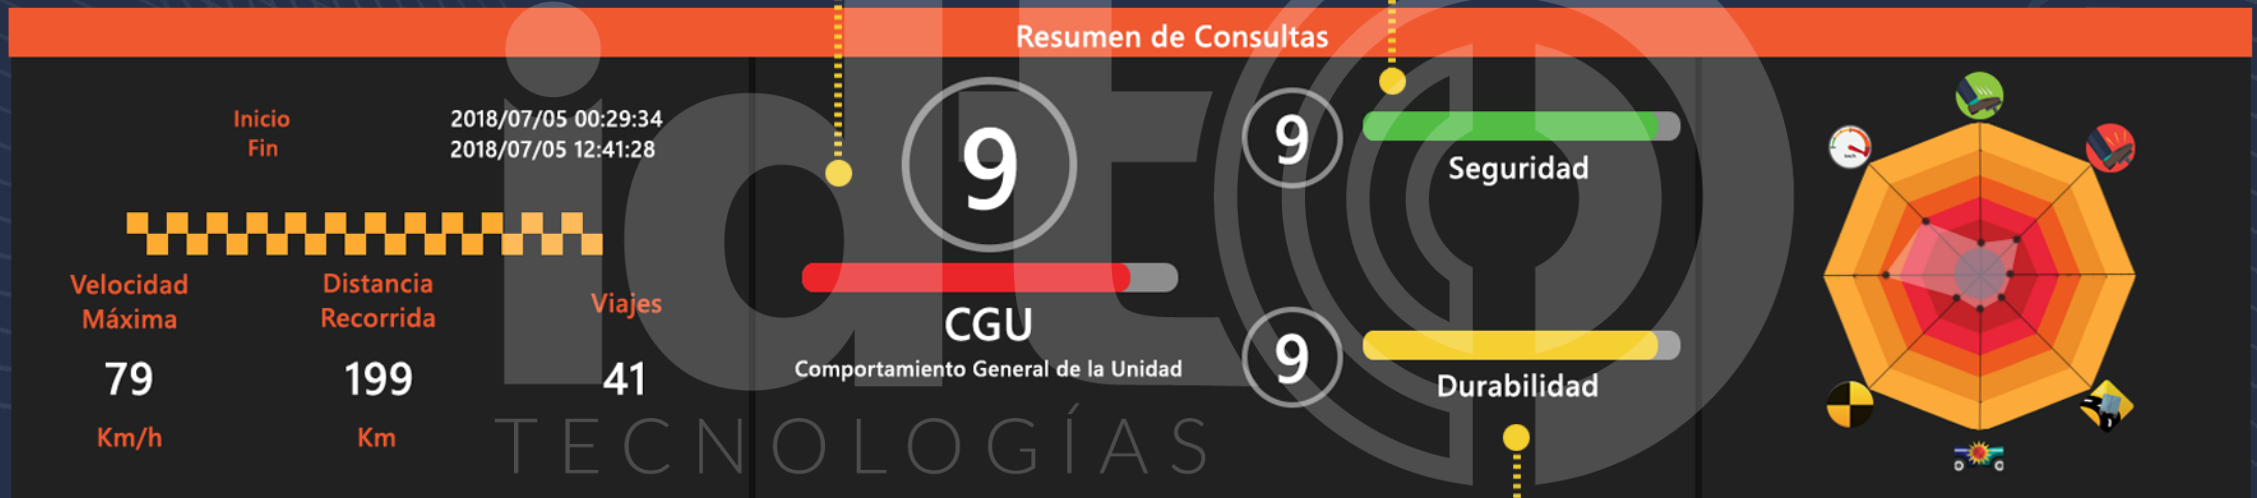 Resumen de Consultas
Inicio 2018/07/05 00:29:34
Fin 2018/07/05 12:41:28
Velocidad
Máxima
79
Km/h
Distancia
Recorrida
199
Km
Viajes
41
9
CGU
Comportamiento General de la Unidad
9
Seguridad
9
Durabilidad
idt
TECNOLOGÍAS